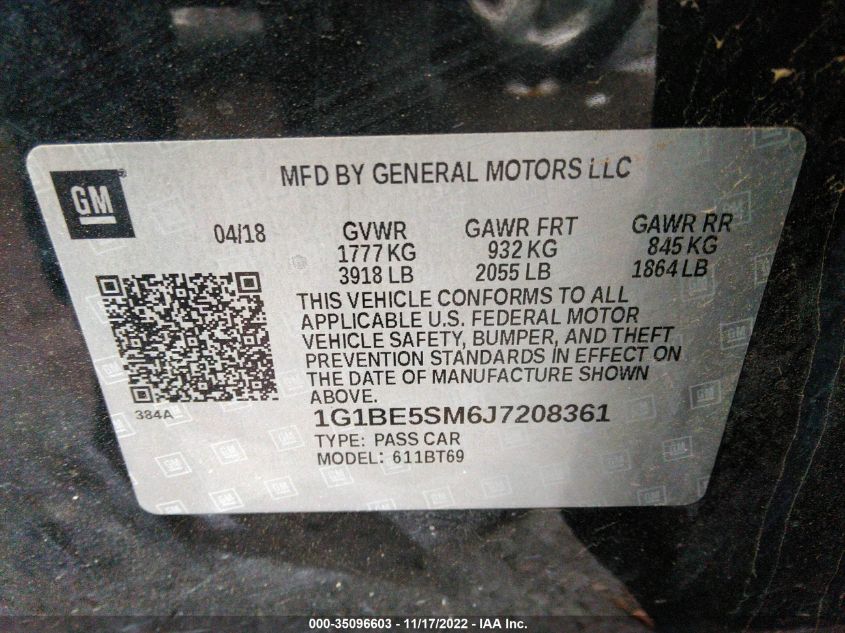 MFD BY GENERAL MOTORS LLC
GM
04/18
GVWR GAWR FRT GAWR RR
1777 KG 932 KG 845 KG
3918 LB 2055 LB 1864 LB
THIS VEHICLE CONFORMS TO ALL
APPLICABLE U.S. FEDERAL MOTOR
VEHICLE SAFETY, BUMPER, AND THEFT
PREVENTION STANDARDS IN EFFECT ON
THE DATE OF MANUFACTURE SHOWN
ABOVE.
384A
1G1BE5SM6J7208361
TYPE: PASS CAR
MODEL: 611BT69
000-35096603 - 11/17/2022 - IAA Inc.